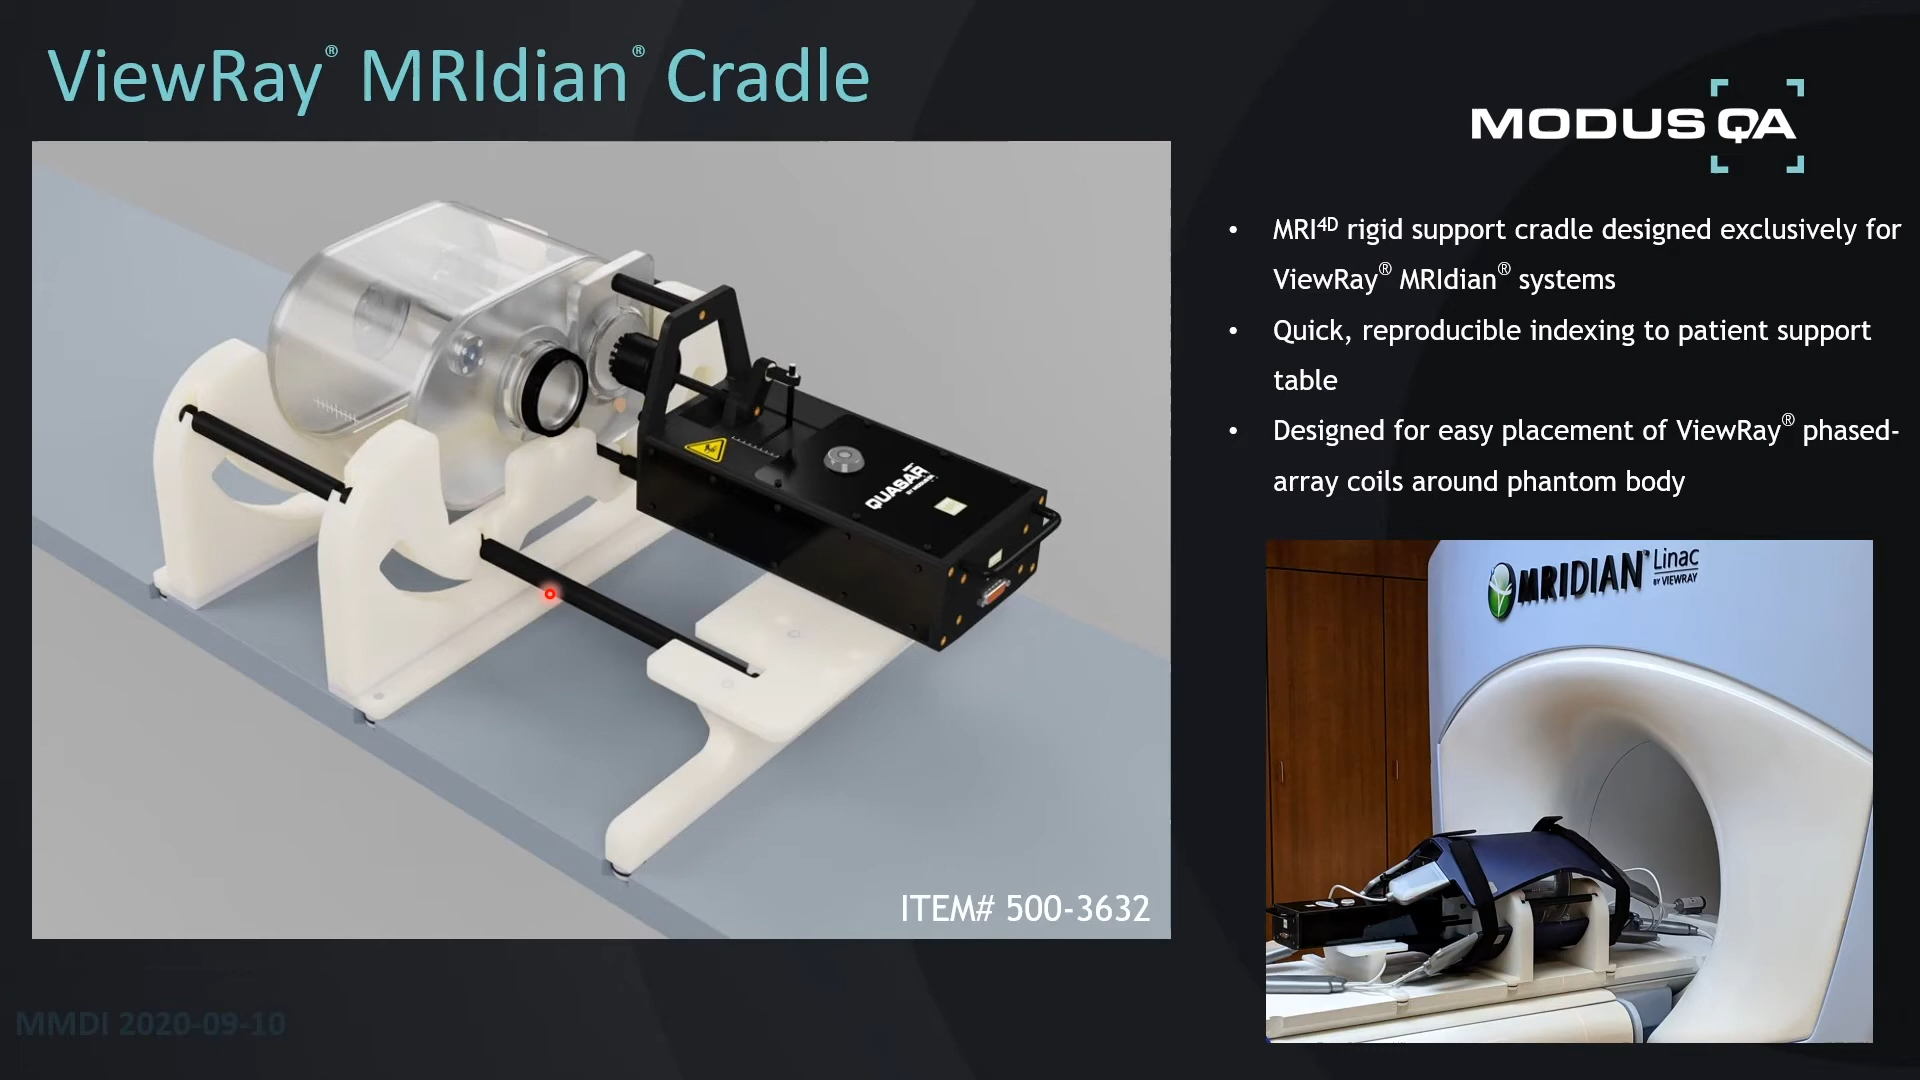 ViewRay® MRIdian® Cradle
MODUS QA
MRI4D rigid support cradle designed exclusively for
ViewRay® MRIdian® systems
Quick, reproducible indexing to patient support
table
Designed for easy placement of ViewRay® phased-
array coils around phantom body
QUASAR
ITEM# 500-3632
MRIDIAN® Linac
BY VIEWRAY
MMDI 2020-09-10